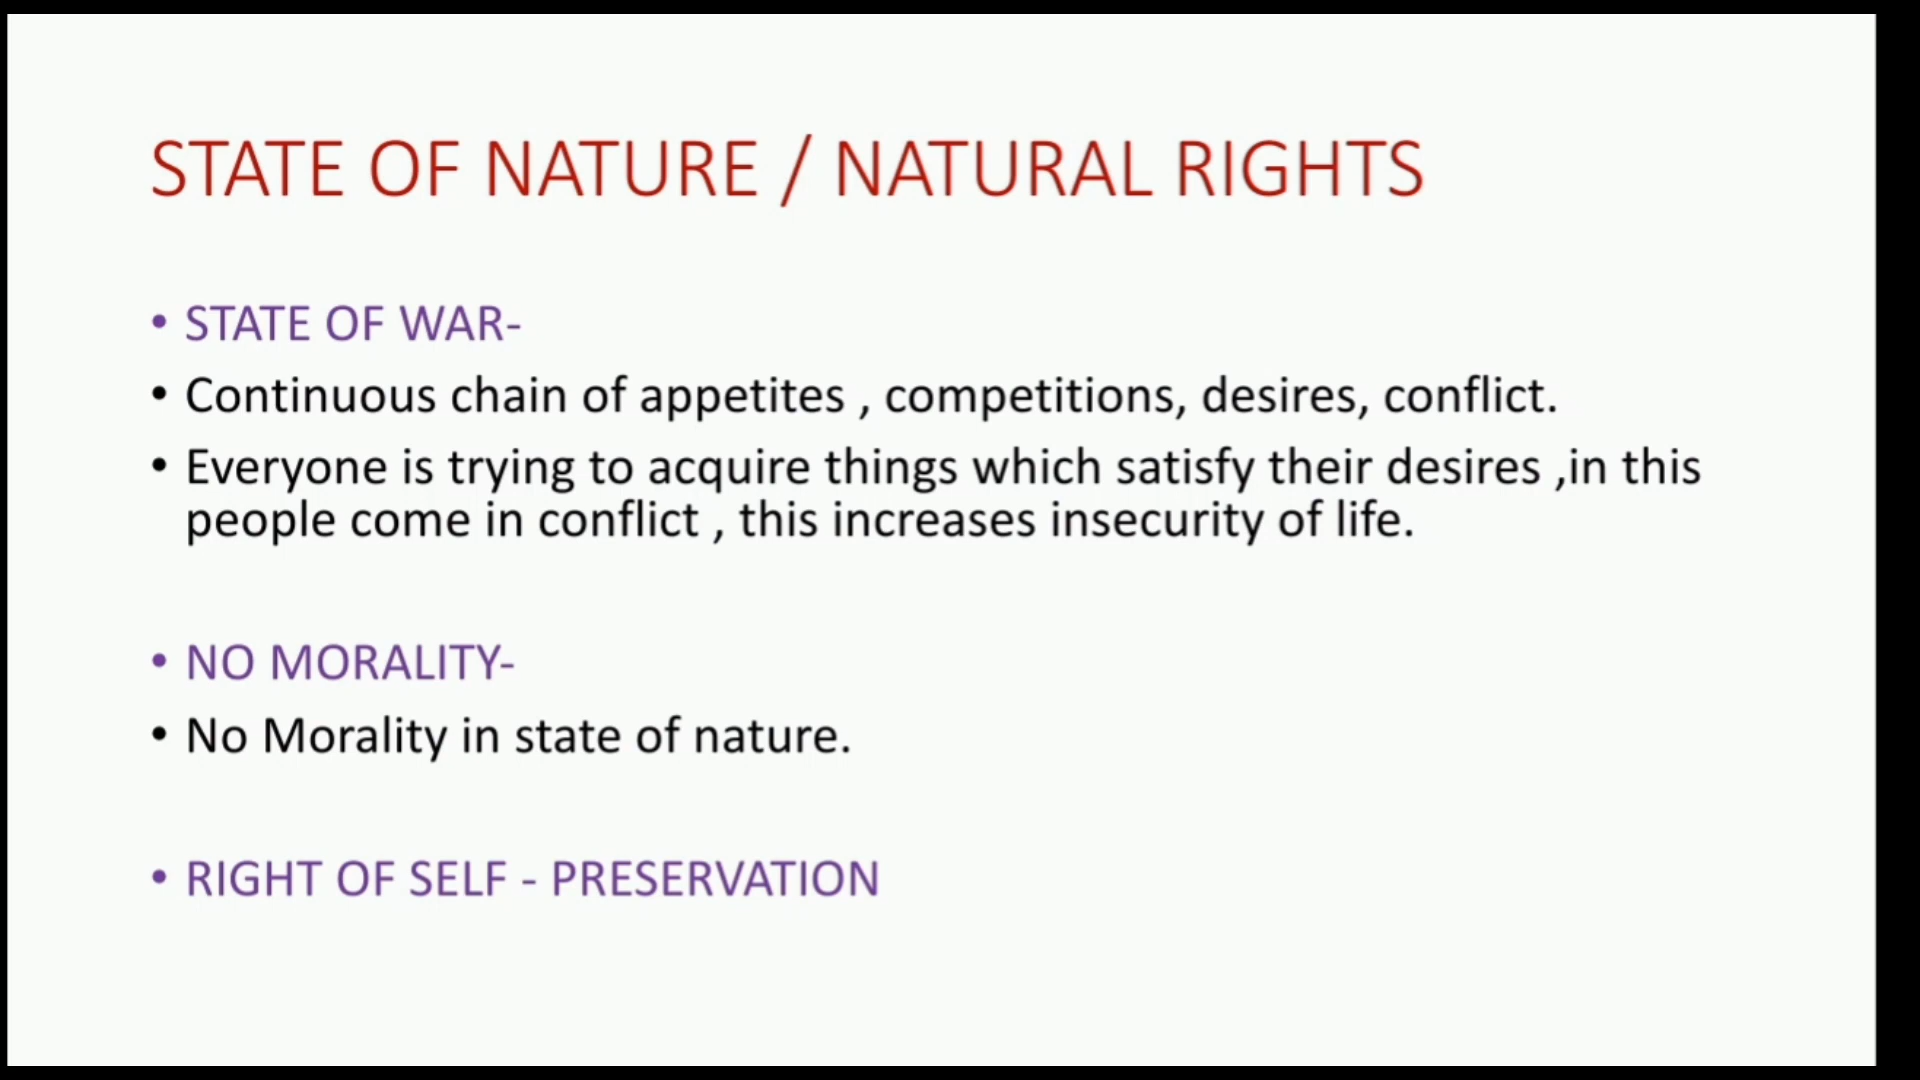 STATE OF NATURE / NATURAL RIGHTS
• STATE OF WAR-
• Continuous chain of appetites , competitions, desires, conflict.
• Everyone is trying to acquire things which satisfy their desires ,in this
people come in conflict , this increases insecurity of life.
• NO MORALITY-
• No Morality in state of nature.
• RIGHT OF SELF - PRESERVATION